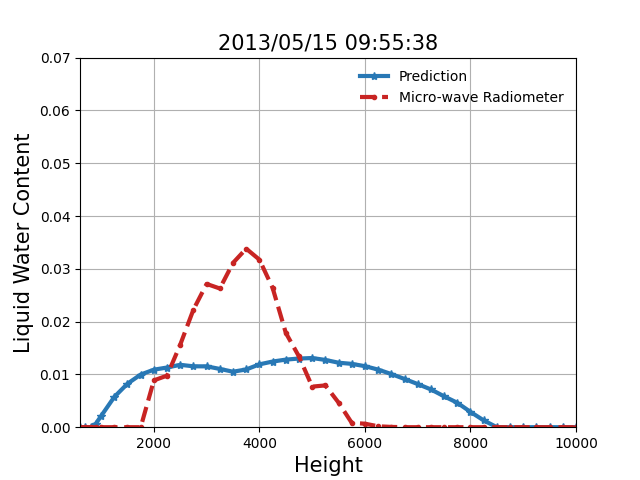 2013/05/15 09:55:38
0.07
0.06
0.05
0.04
0.03
0.02
0.01
0.00
Liquid Water Content
Prediction
Micro-wave Radiometer
2000 4000 6000 8000 10000
Height